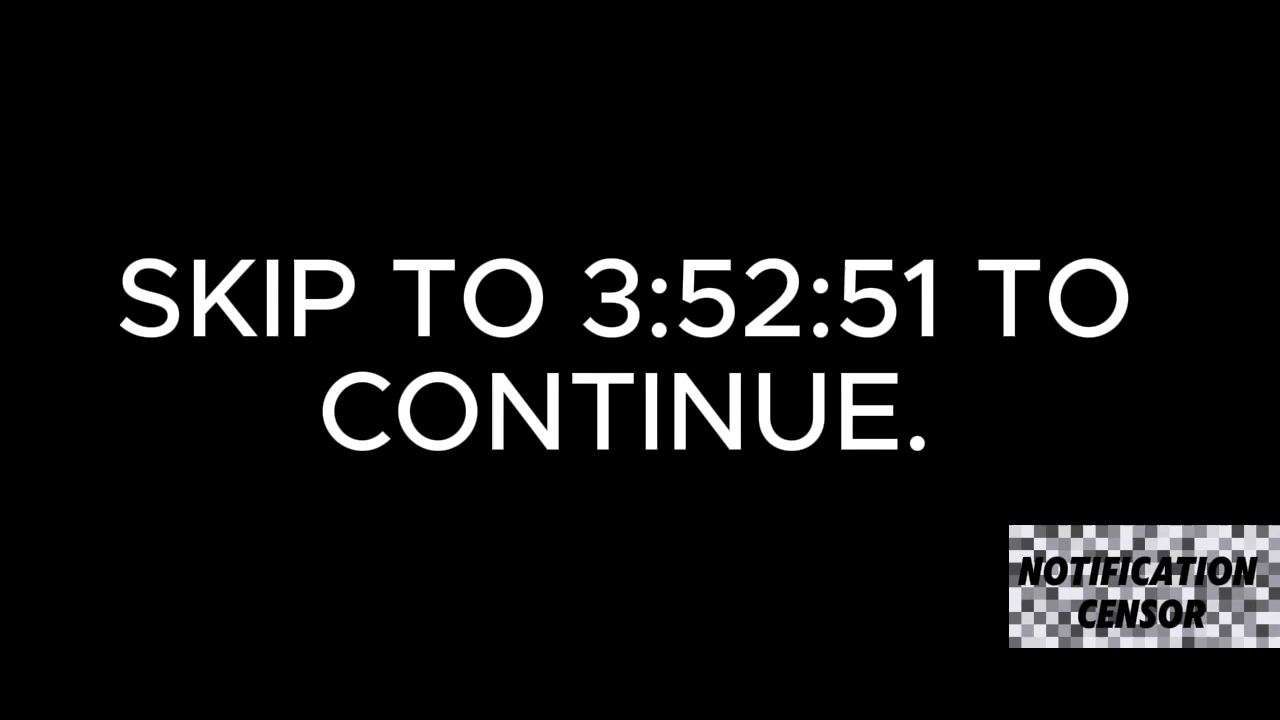 SKIP TO 3:52:51 TO
CONTINUE.
NOTIFICATION
CENSOR